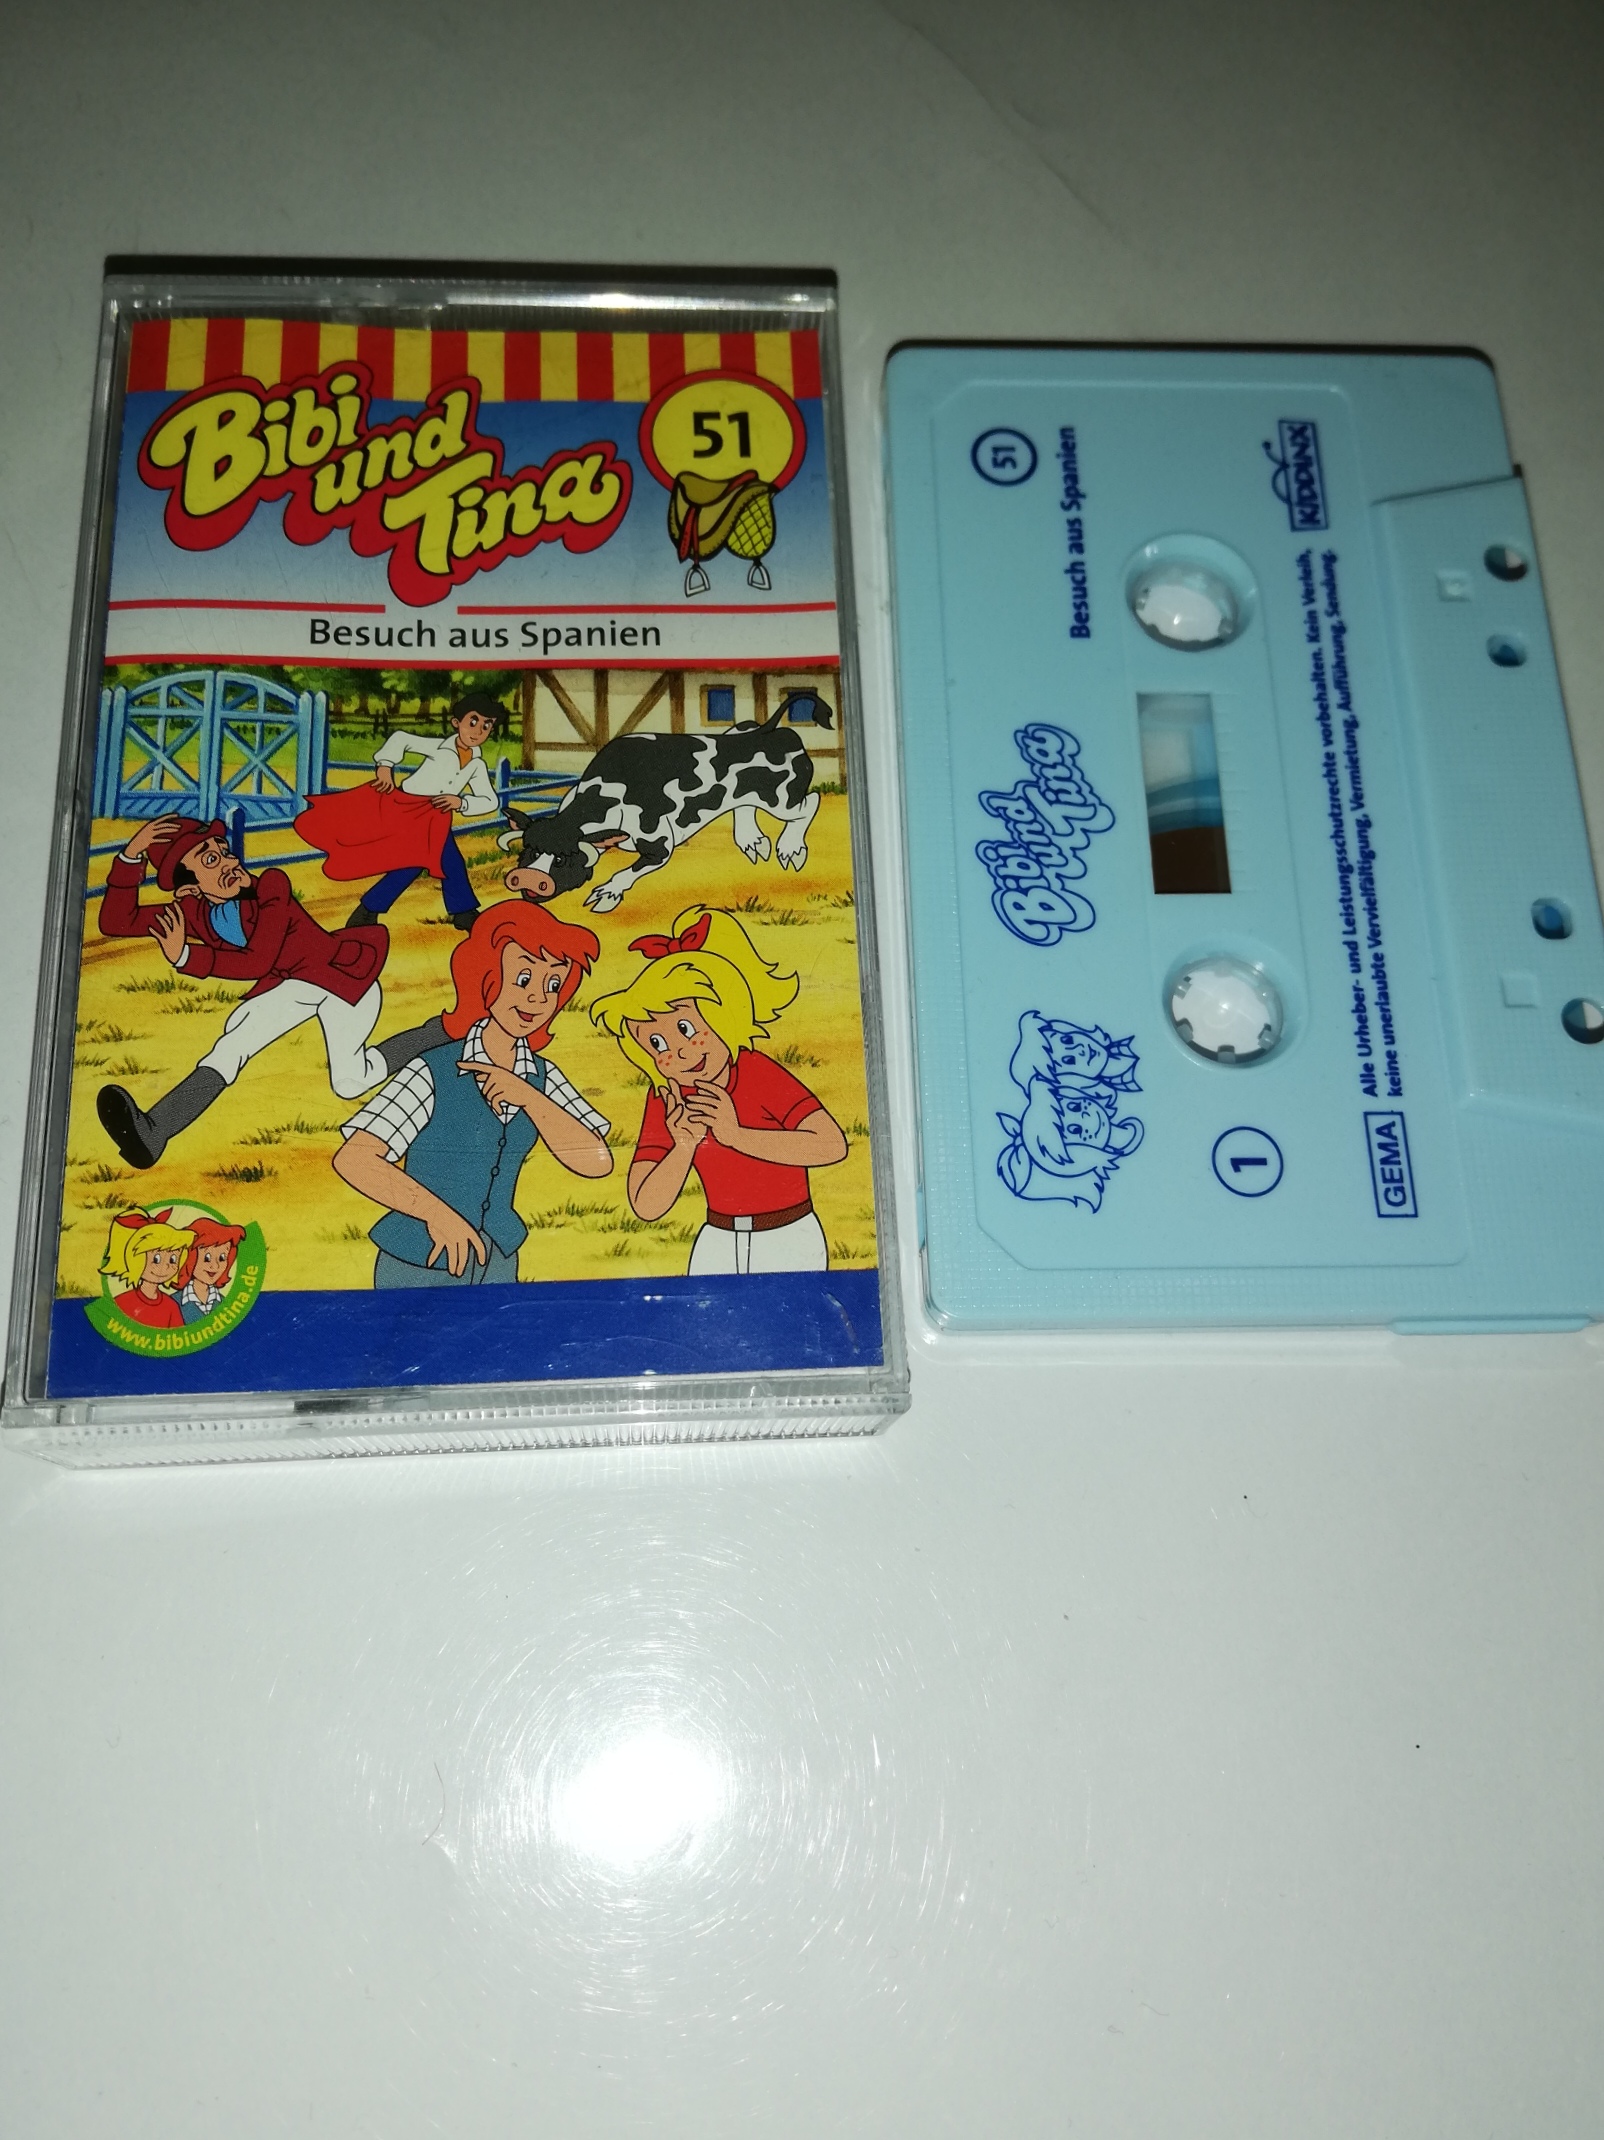 Bibi
und
Tina
51
Besuch aus Spanien
www.bibiundtina.de
51
Besuch aus Spanien
Bibi und
Tina
1
KIDDINX
GEMA
Alle Urheber- und Leistungsschutzrechte vorbehalten. Kein Verleih,
keine unerlaubte Vervielfältigung, Vermietung, Aufführung, Sendung.